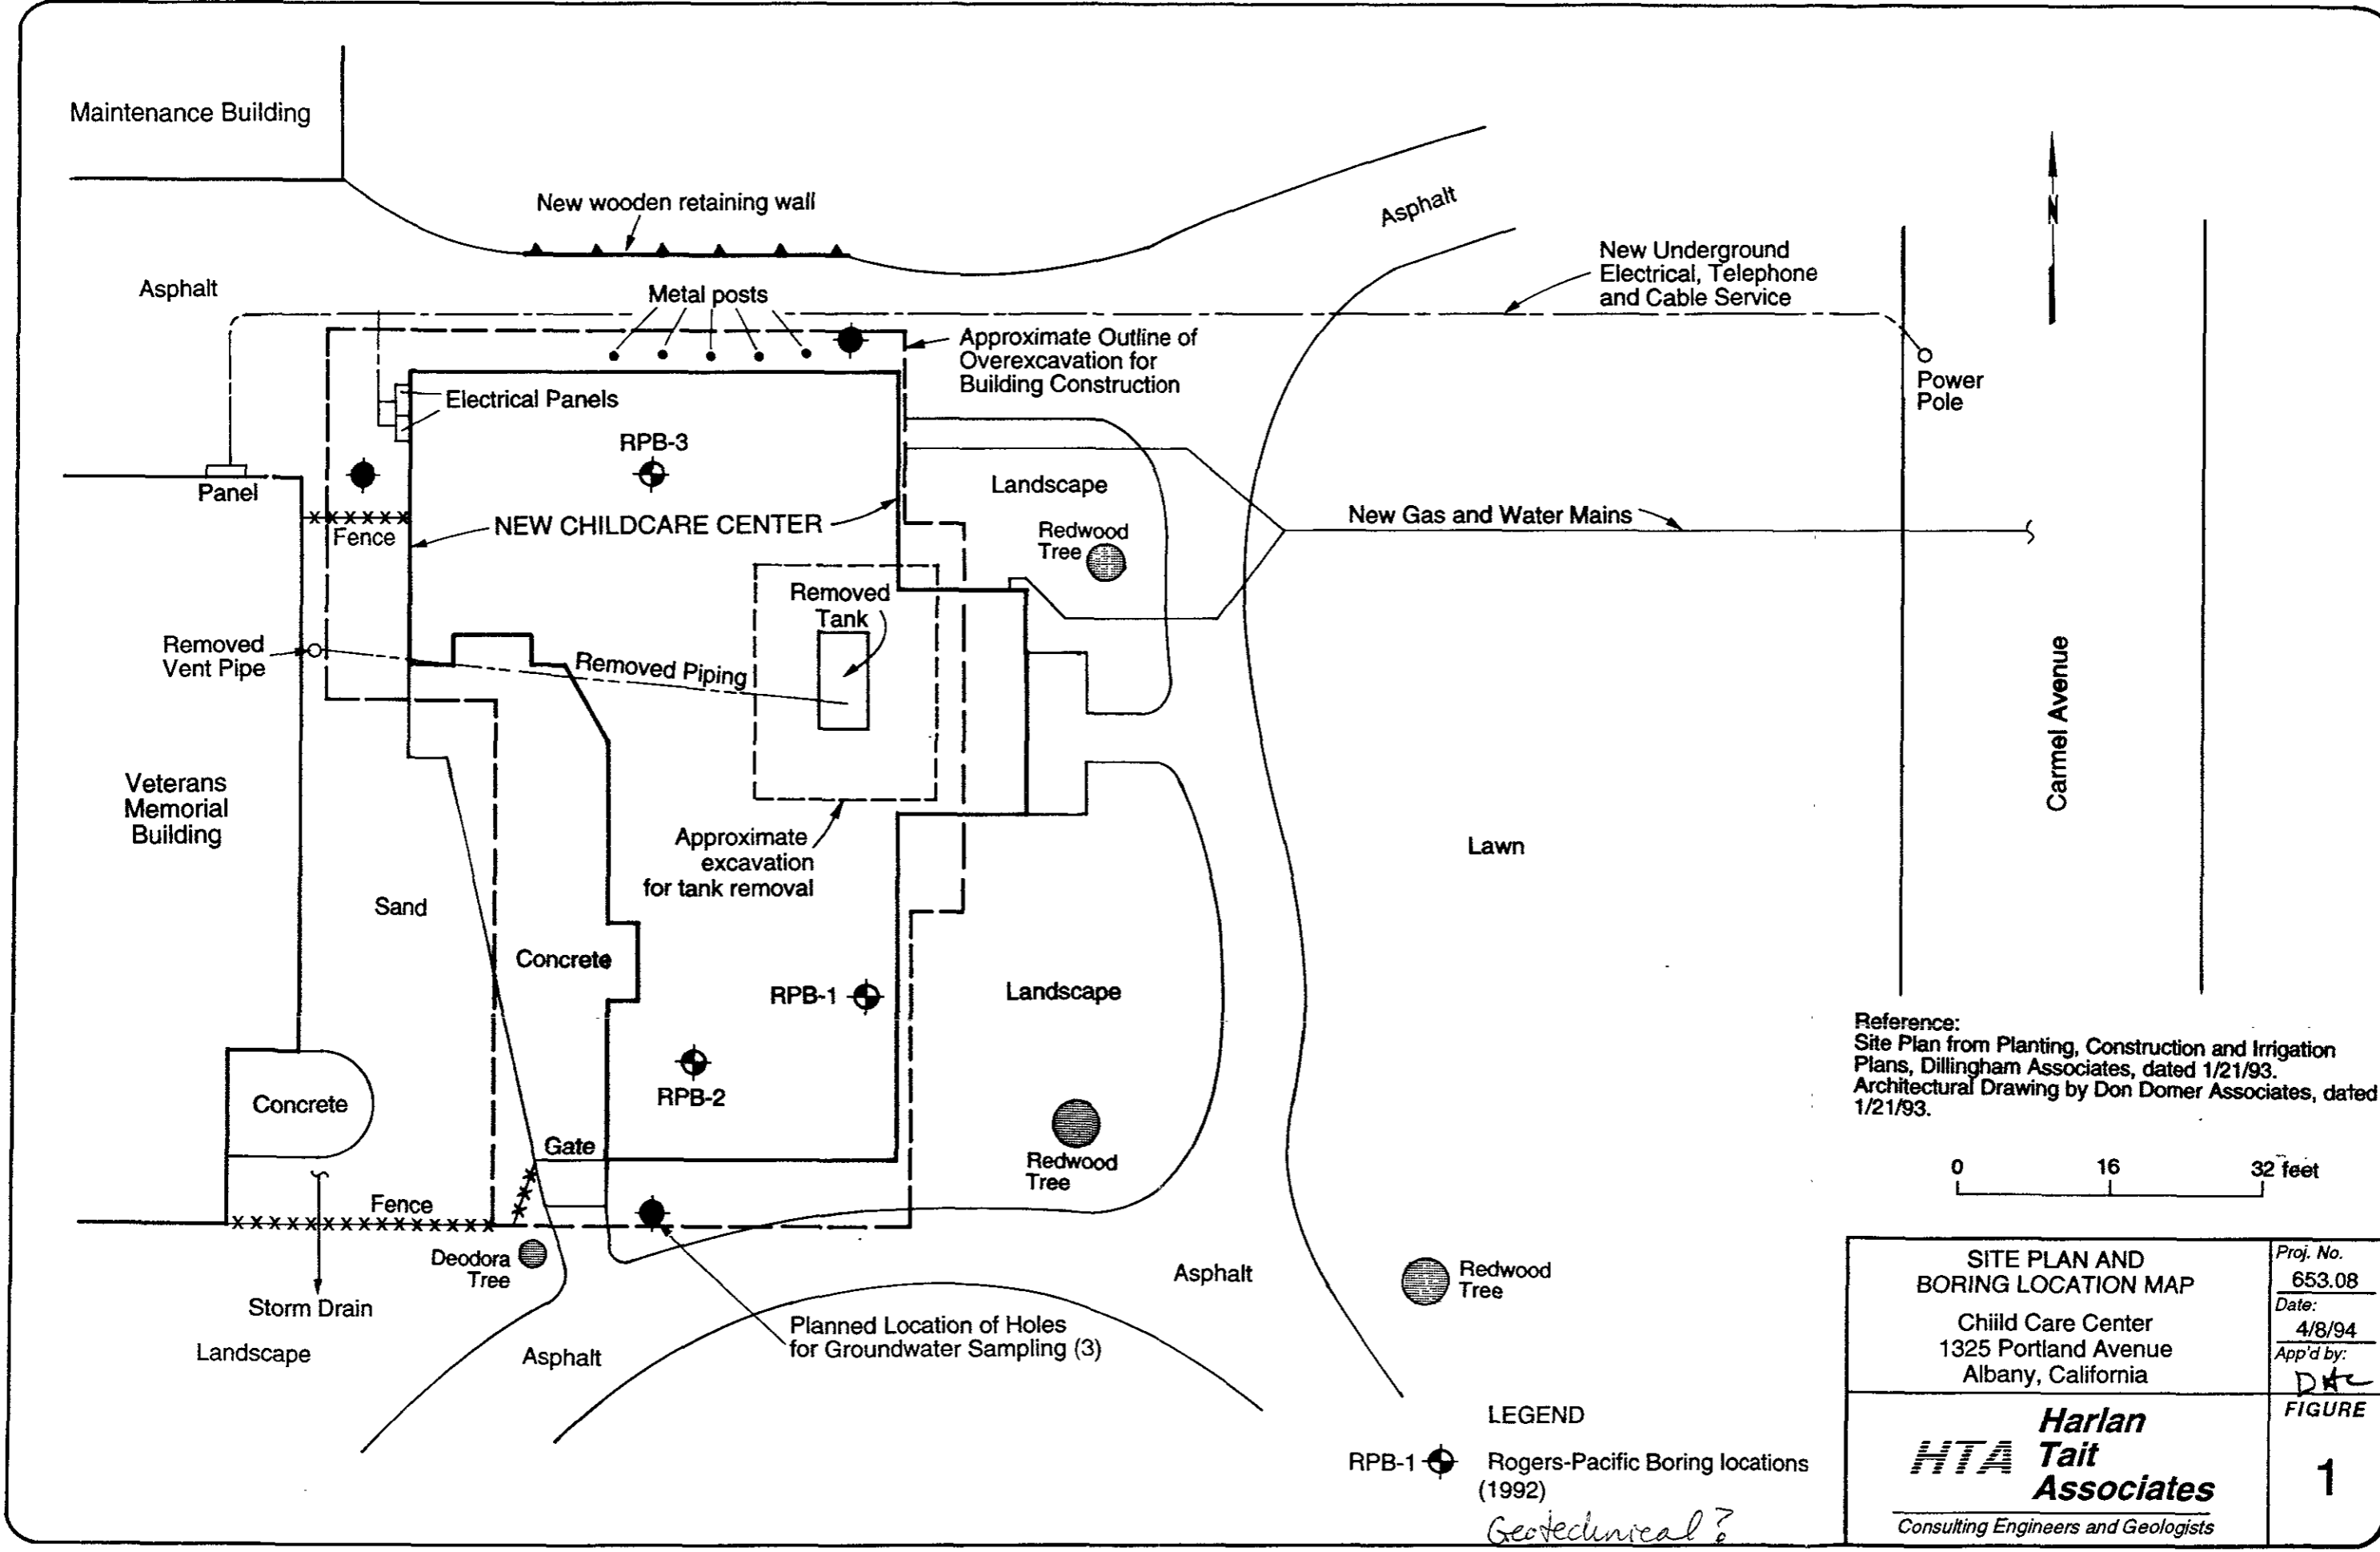 Maintenance Building
New wooden retaining wall
Asphalt
Asphalt
New Underground
Electrical, Telephone
and Cable Service
N
Metal posts
Approximate Outline of
Overexcavation for
Building Construction
Power
Pole
Electrical Panels
RPB-3
Panel
Landscape
NEW CHILDCARE CENTER
New Gas and Water Mains
Fence
Redwood
Tree
Removed
Tank
Removed
Vent Pipe
Removed Piping
Carmel Avenue
Veterans
Memorial
Building
Approximate
excavation
for tank removal
Lawn
Sand
Concrete
RPB-1
Landscape
Reference:
Site Plan from Planting, Construction and Irrigation
Plans, Dillingham Associates, dated 1/21/93.
Architectural Drawing by Don Domer Associates, dated
1/21/93.
Concrete
RPB-2
Gate
Redwood
Tree
0 16 32 feet
Fence
Deodora
Tree
Storm Drain
Landscape
Asphalt
Asphalt
Redwood
Tree
Planned Location of Holes
for Groundwater Sampling (3)
LEGEND
RPB-1 Rogers-Pacific Boring locations
(1992)
Geotechnical ?
SITE PLAN AND
BORING LOCATION MAP
Chiild Care Center
1325 Portland Avenue
Albany, California
Proj. No.
653.08
Date:
4/8/94
App'd by:
HTA
Harlan
Tait
Associates
Consulting Engineers and Geologists
FIGURE
1